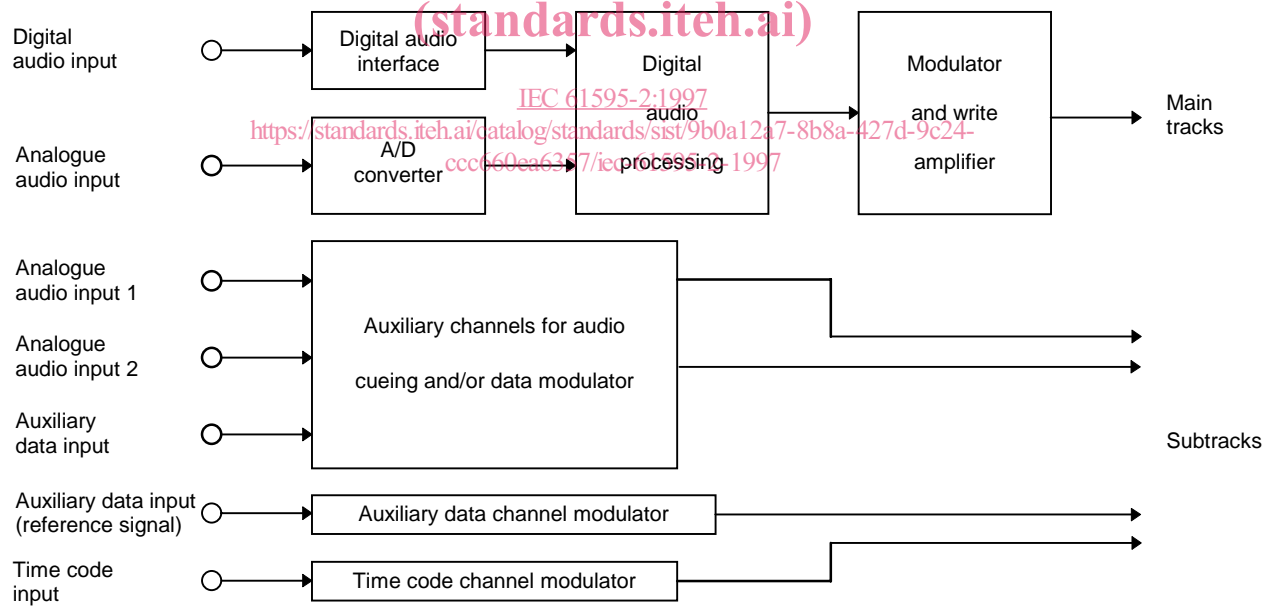 (standards.iteh.ai)
Digital
audio input
Digital audio
interface
Digital
audio
processing
Modulator
and write
amplifier
Main
tracks
IEC 61595-2:1997
https://standards.iteh.ai/catalog/standards/sist/9b0a12a7-8b8a-427d-9c24-
ccc660ea6357/iec-61595-2-1997
Analogue
audio input
A/D
converter
Analogue
audio input 1
Analogue
audio input 2
Auxiliary
data input
Auxiliary channels for audio
cueing and/or data modulator
Subtracks
Auxiliary data input
(reference signal)
Auxiliary data channel modulator
Time code
input
Time code channel modulator